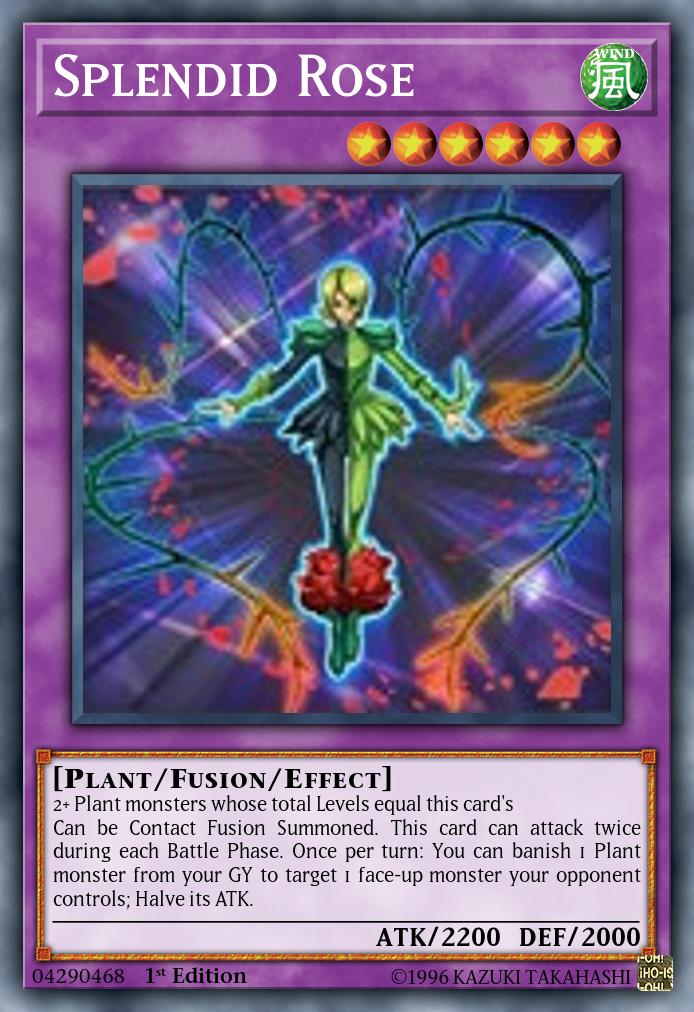 Splendid Rose
WIND
風
[Plant/Fusion/Effect]
2+ Plant monsters whose total Levels equal this card's
Can be Contact Fusion Summoned. This card can attack twice
during each Battle Phase. Once per turn: You can banish 1 Plant
monster from your GY to target 1 face-up monster your opponent
controls; Halve its ATK.
ATK/2200 DEF/2000
04290468 1st Edition ©1996 KAZUKI TAKAHASHI